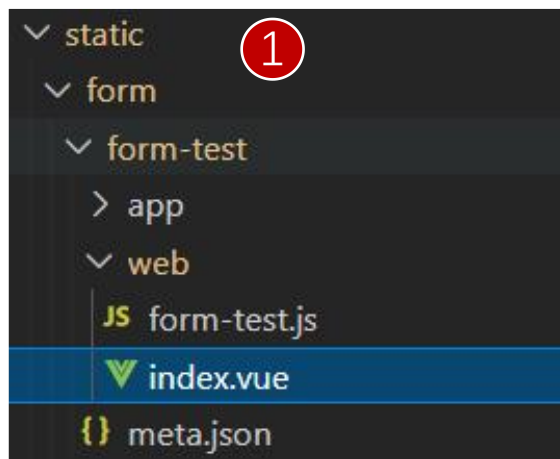 static
1
form
form-test
app
web
JS form-test.js
index.vue
{} meta.json